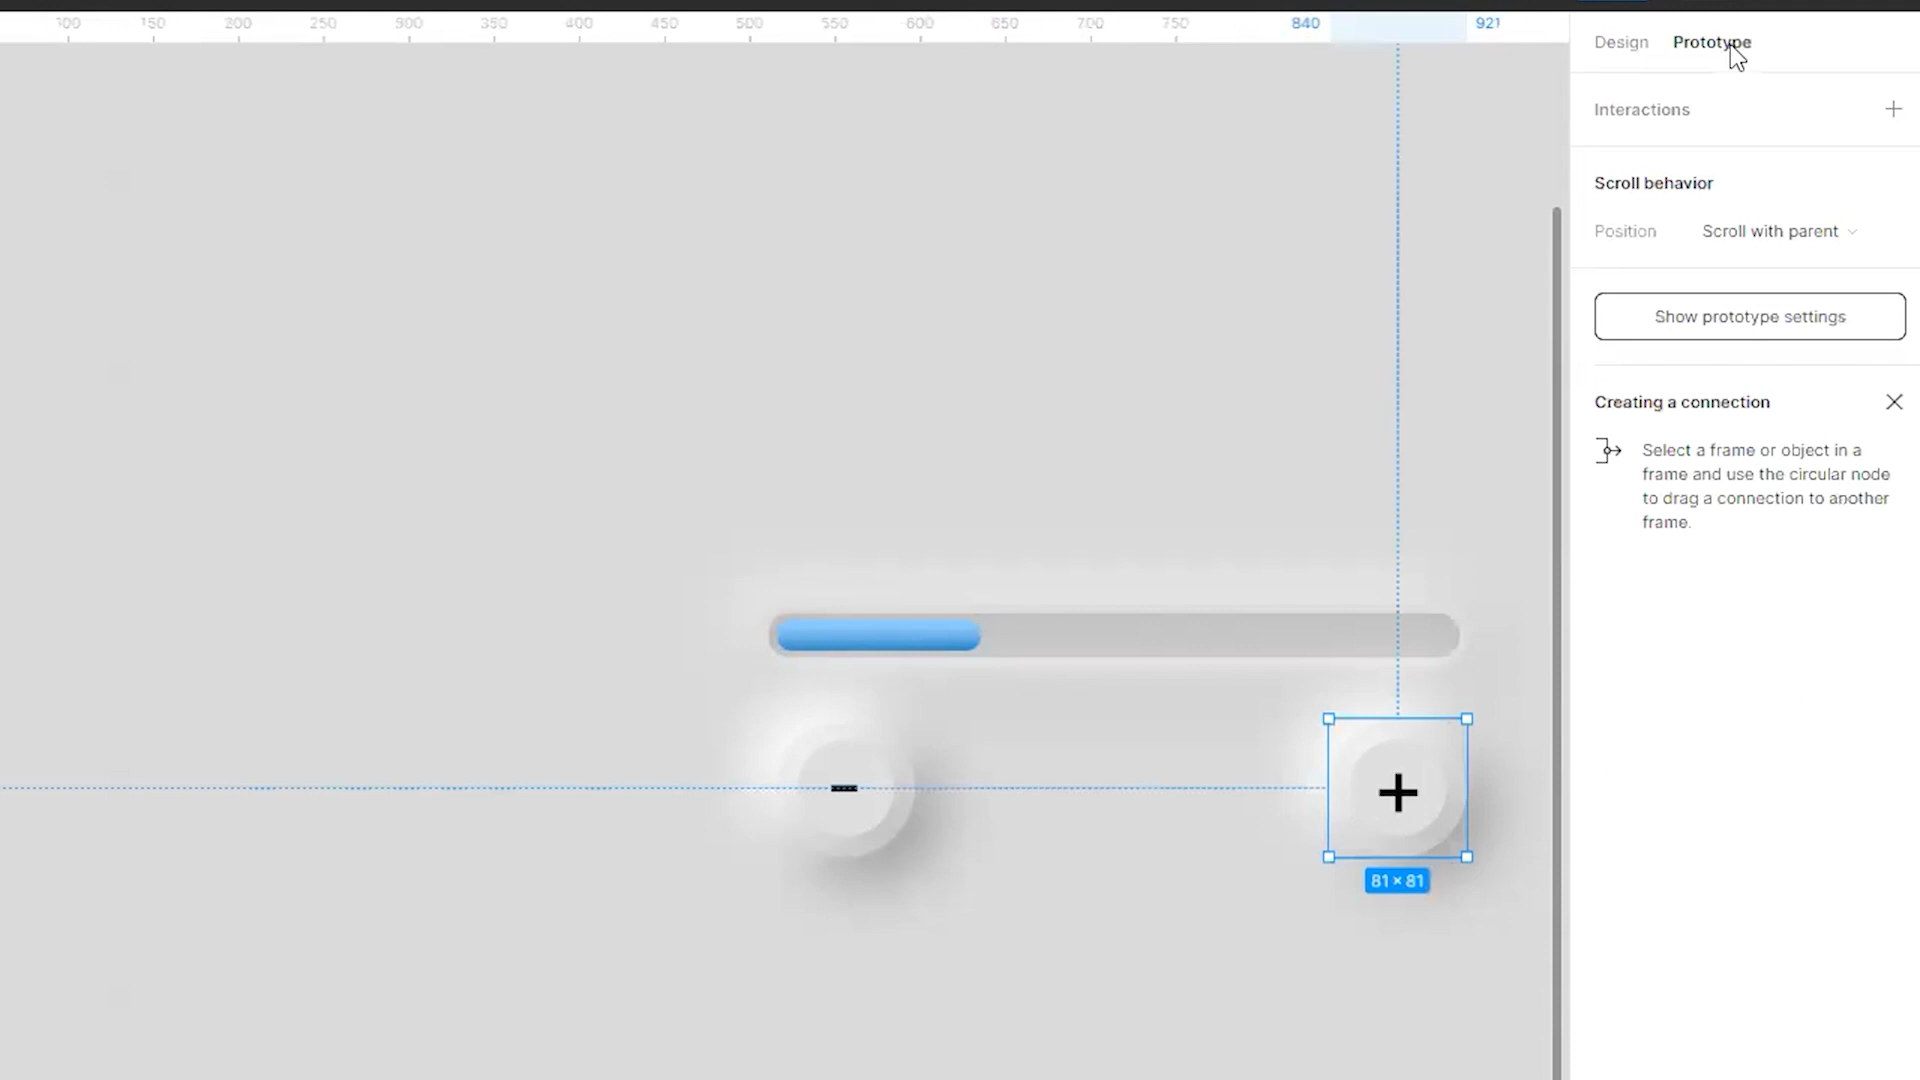 100 150 200 250 300 350 400 450 500 550 600 650 700 750 840 921
Design Prototype
Interactions
Scroll behavior
Position Scroll with parent
Show prototype settings
Creating a connection
Select a frame or object in a
frame and use the circular node
to drag a connection to another
frame.
81 × 81